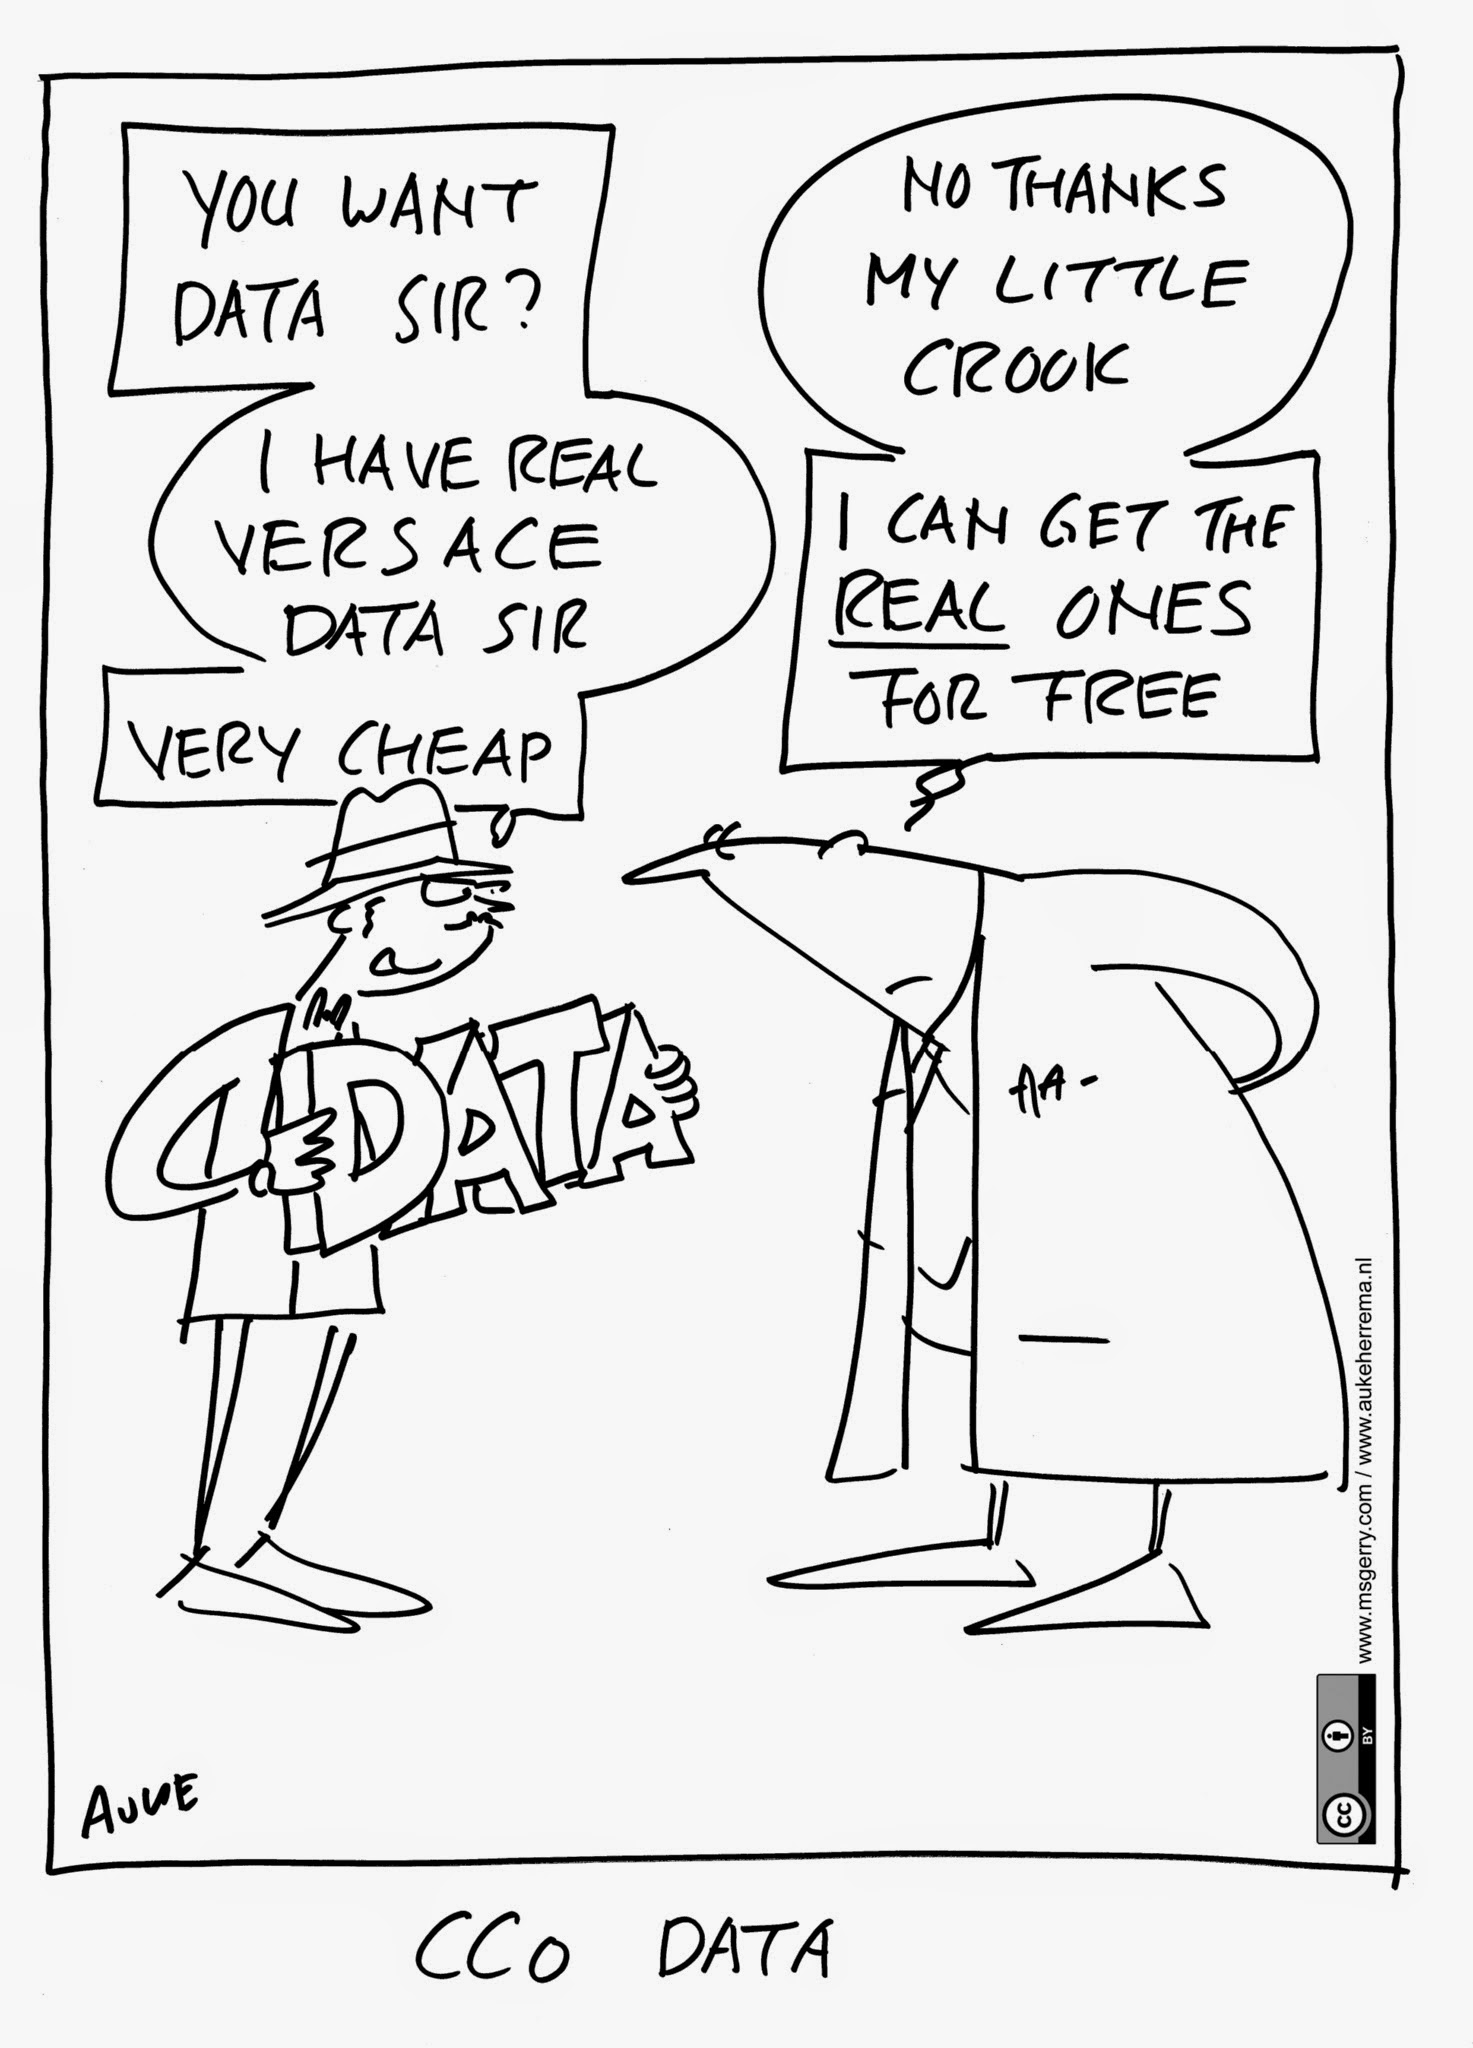 YOU WANT
DATA SIR?
I HAVE REAL
VERSACE
DATA SIR
VERY CHEAP
NO THANKS
MY LITTLE
CROOK
I CAN GET THE
REAL ONES
FOR FREE
DATA
AA-
www.msgerry.com / www.aukeherrema.nl
CC
BY
AUKE
CC0 DATA